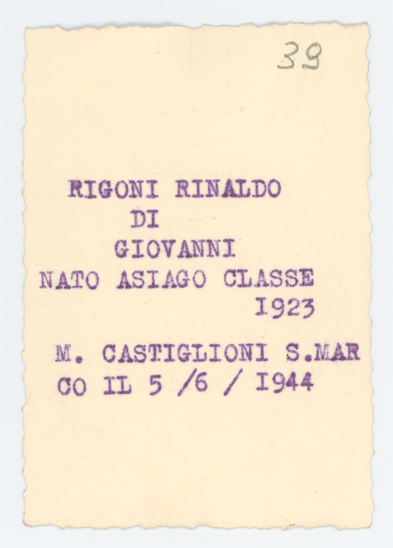 39
RIGONI RINALDO
DI
GIOVANNI
NATO ASIAGO CLASSE
1923
M. CASTIGLIONI S.MAR
CO IL 5 /6 / 1944